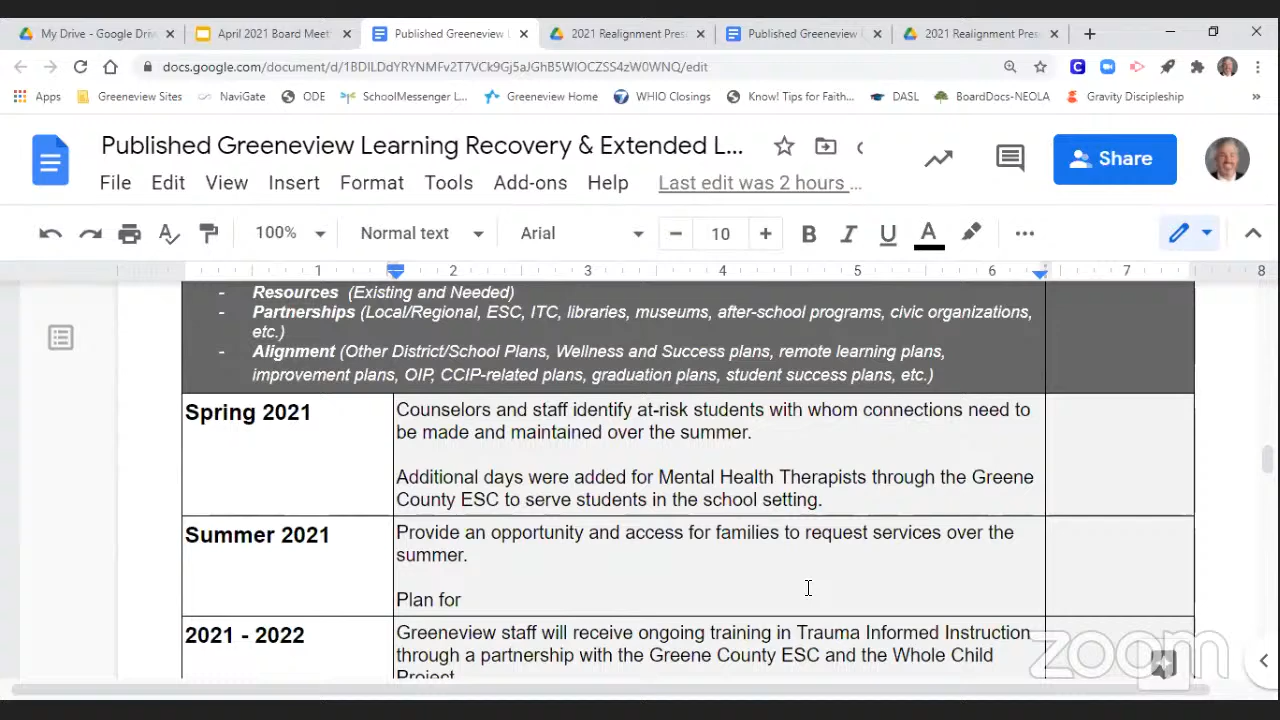 My Drive - Google Driv
April 2021 Board Meet
Published Greeneview L
2021 Realignment Pres
Published Greeneview
2021 Realignment Pres
docs.google.com/document/d/1BDILDdYRYNMFv2T7VCk9Gj5aJGhB5WIOCZSS4zW0WNQ/edit
Apps
Greeneview Sites
NaviGate
ODE
SchoolMessenger L...
Greeneview Home
WHIO Closings
Know! Tips for Faith...
DASL
BoardDocs-NEOLA
Gravity Discipleship
»
Published Greeneview Learning Recovery & Extended L...
Share
File Edit View Insert Format Tools Add-ons Help Last edit was 2 hours ...
100% Normal text Arial 10 B I U A
1 2 3 4 5 6 7 8
- Resources (Existing and Needed)
- Partnerships (Local/Regional, ESC, ITC, libraries, museums, after-school programs, civic organizations,
etc.)
- Alignment (Other District/School Plans, Wellness and Success plans, remote learning plans,
improvement plans, OIP, CCIP-related plans, graduation plans, student success plans, etc.)
Spring 2021
Counselors and staff identify at-risk students with whom connections need to
be made and maintained over the summer.
Additional days were added for Mental Health Therapists through the Greene
County ESC to serve students in the school setting.
Summer 2021
Provide an opportunity and access for families to request services over the
summer.
Plan for
2021 - 2022
Greeneview staff will receive ongoing training in Trauma Informed Instruction
through a partnership with the Greene County ESC and the Whole Child
Project
zoom